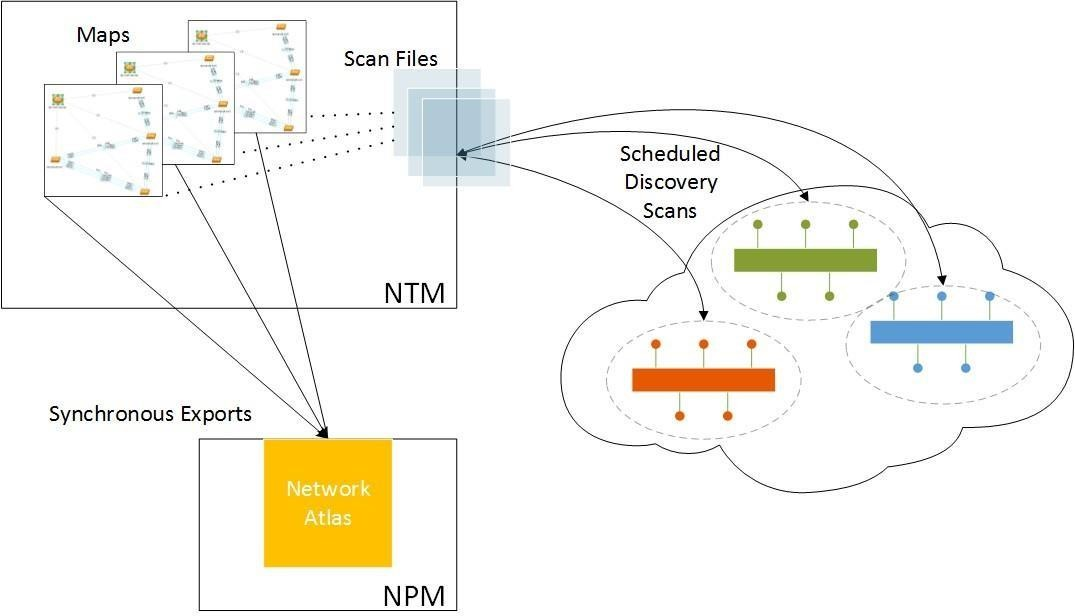 Maps
Scan Files
Scheduled
Discovery
Scans
NTM
Synchronous Exports
Network
Atlas
NPM